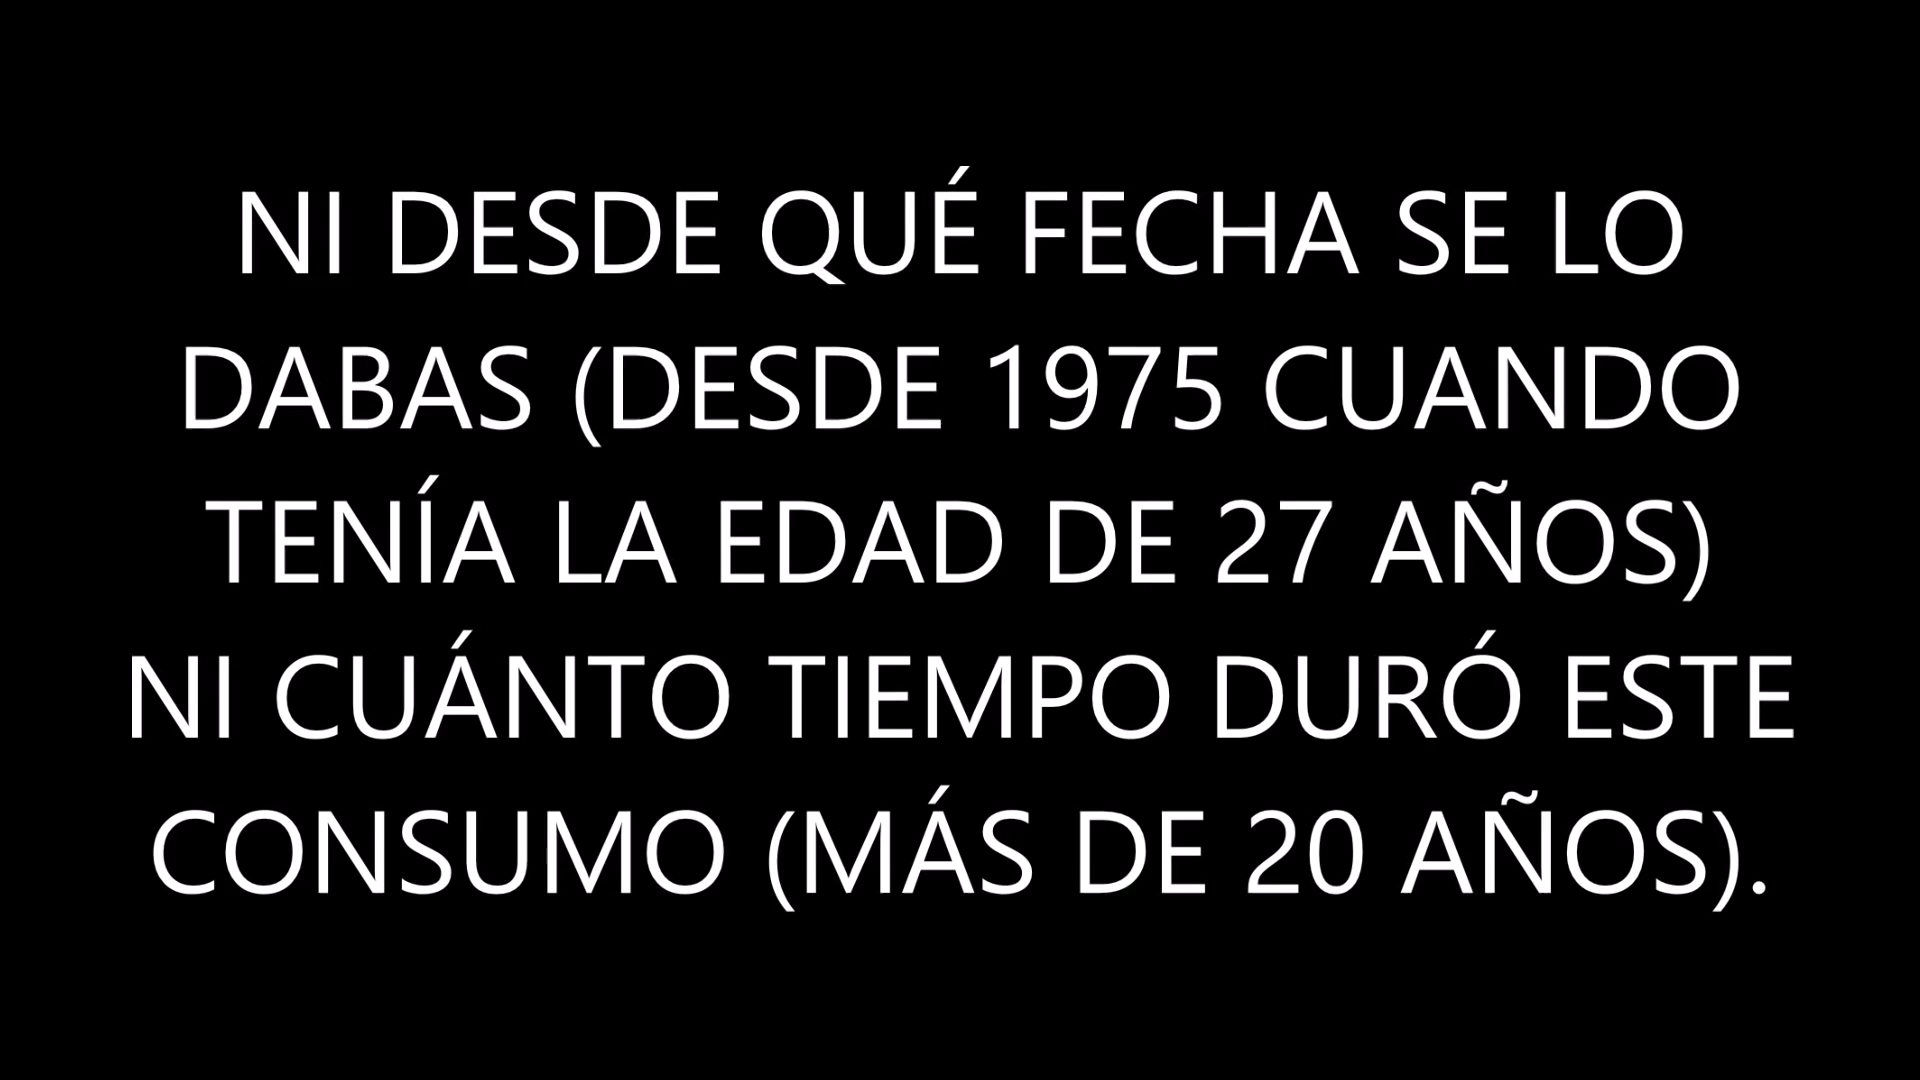 NI DESDE QUÉ FECHA SE LO
DABAS (DESDE 1975 CUANDO
TENÍA LA EDAD DE 27 AÑOS)
NI CUÁNTO TIEMPO DURÓ ESTE
CONSUMO (MÁS DE 20 AÑOS).